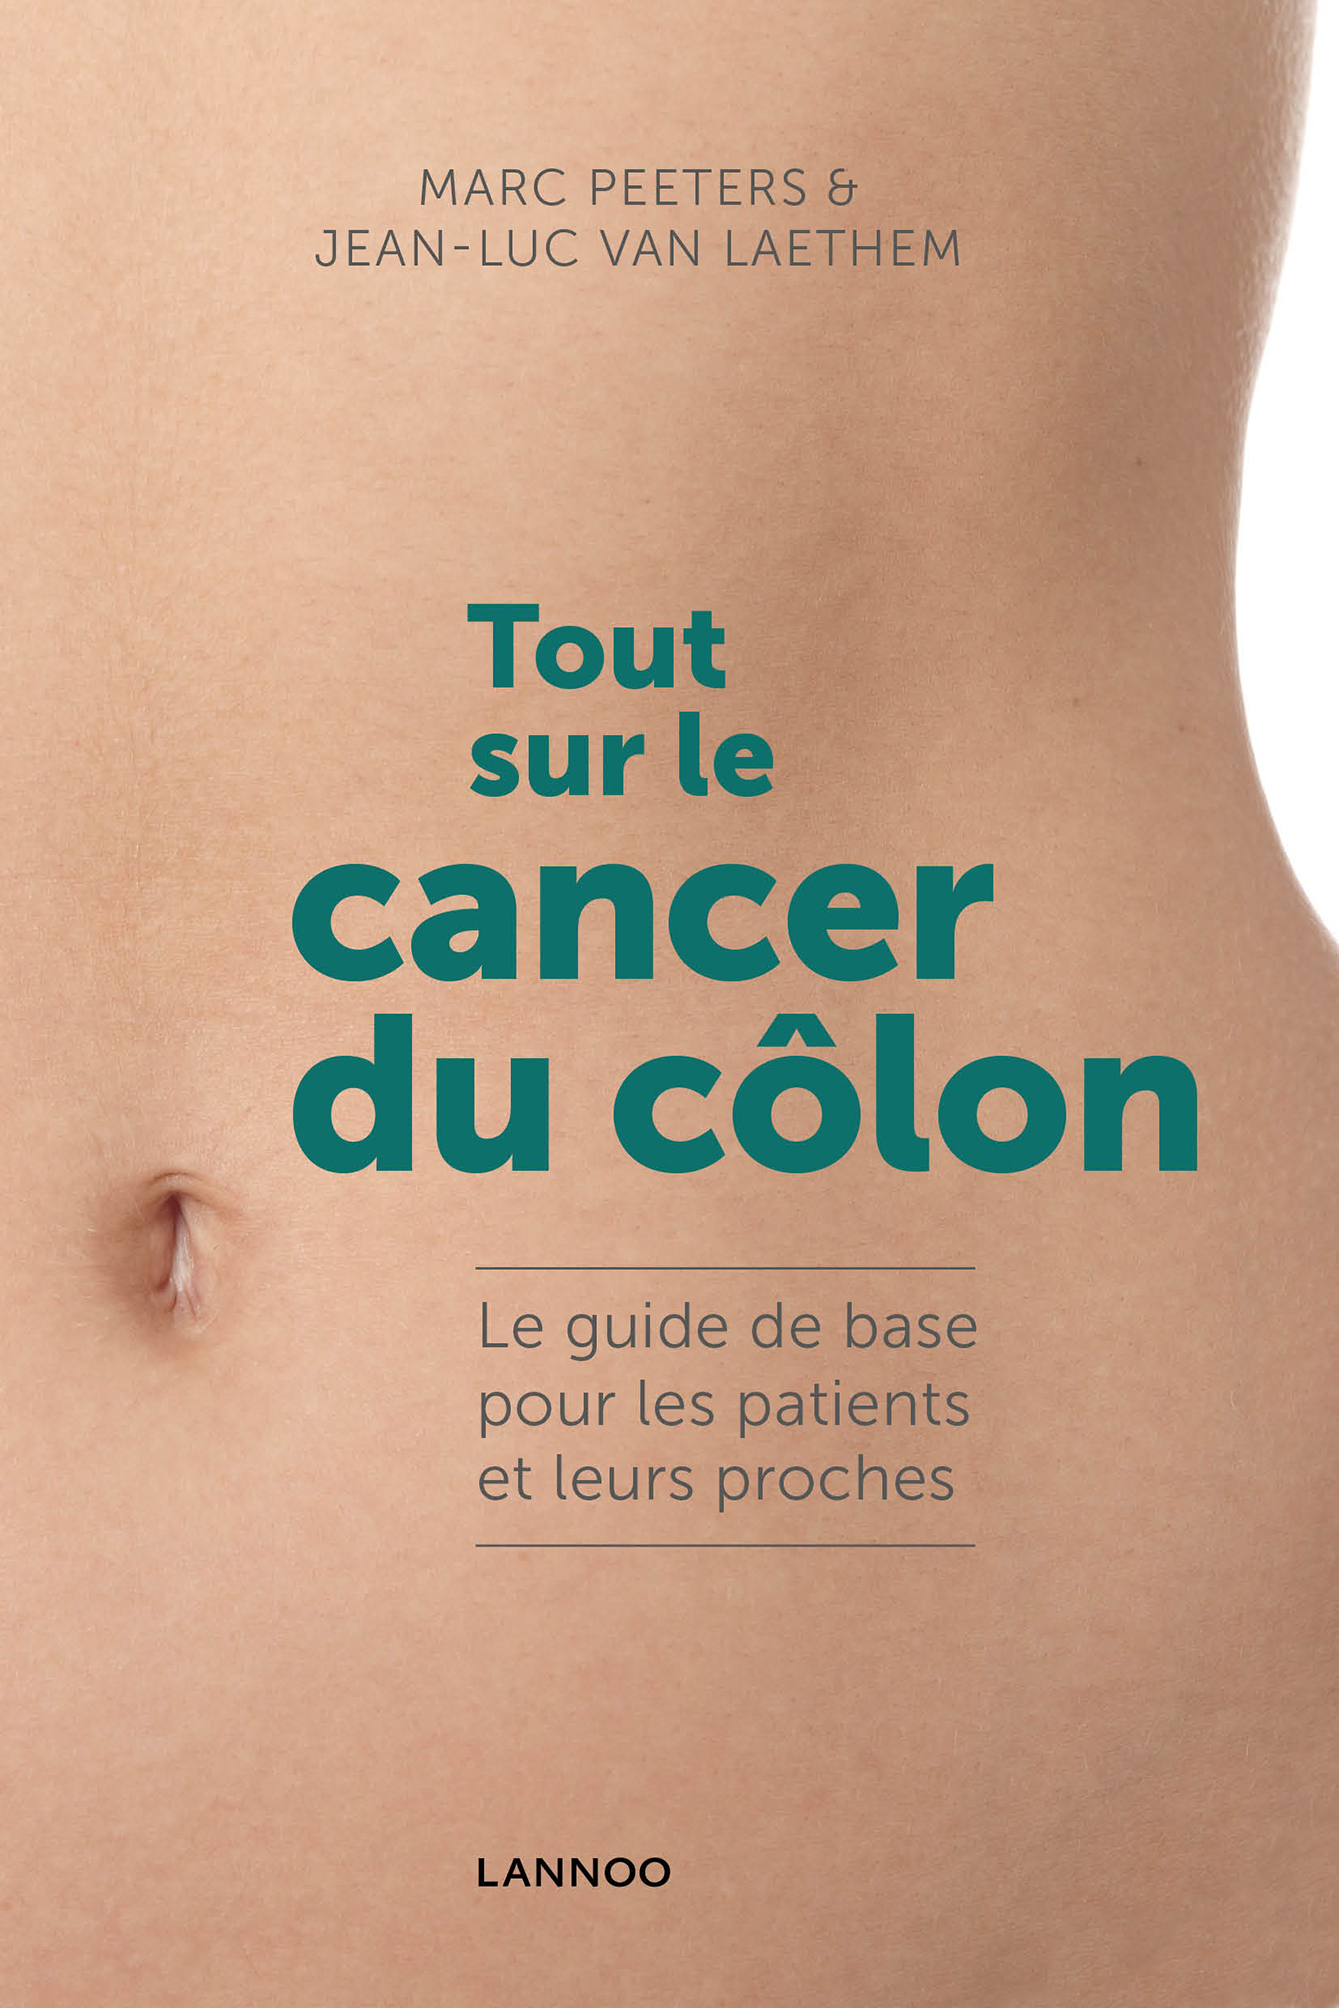 MARC PEETERS &
JEAN-LUC VAN LAETHEM
Tout
sur le
cancer
du côlon
Le guide de base
pour les patients
et leurs proches
LANNOO